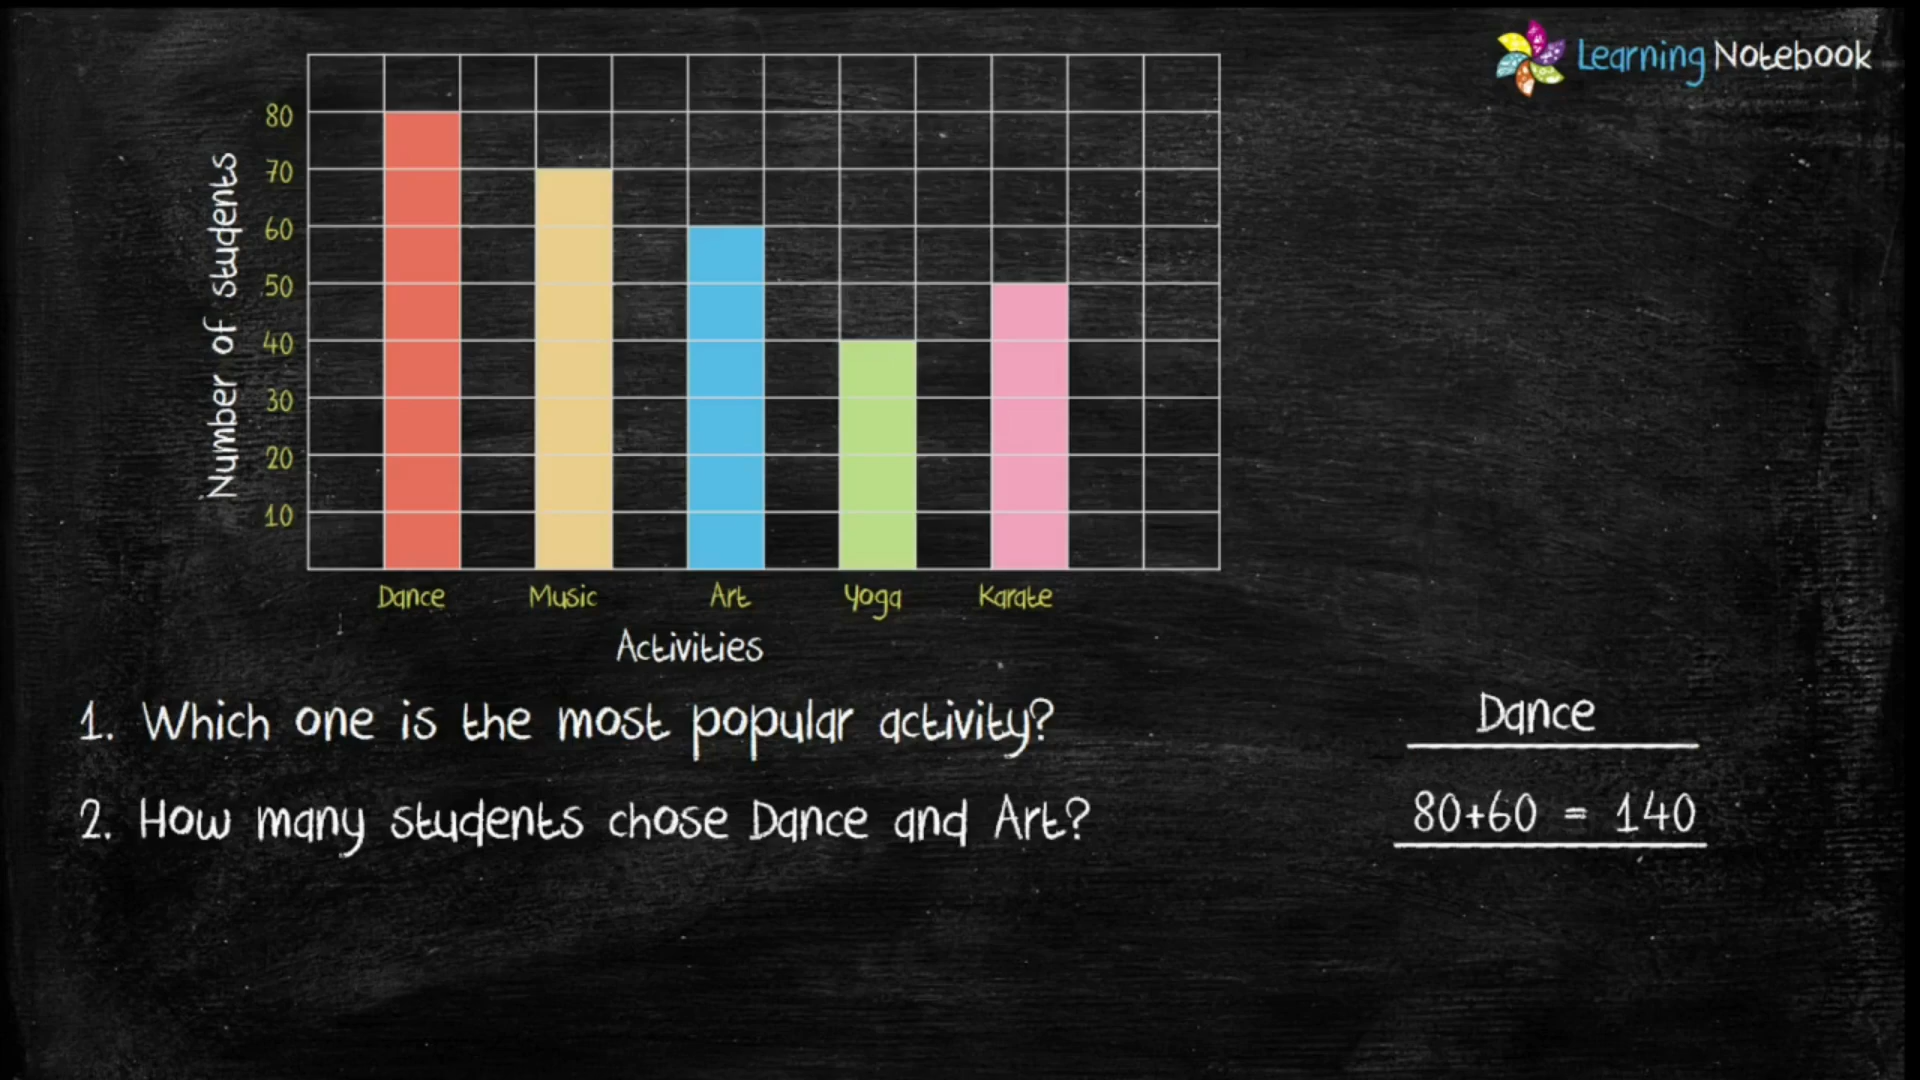 Learning Notebook
Number of students
80
70
60
50
40
30
20
10
Dance Music Art Yoga Karate
Activities
1. Which one is the most popular activity? Dance
2. How many students chose Dance and Art? 80+60 = 140